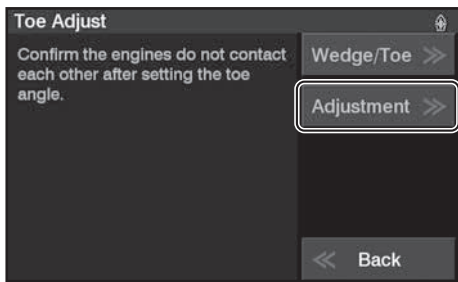 Toe Adjust
Confirm the engines do not contact
each other after setting the toe
angle.
Wedge/Toe
Adjustment
Back